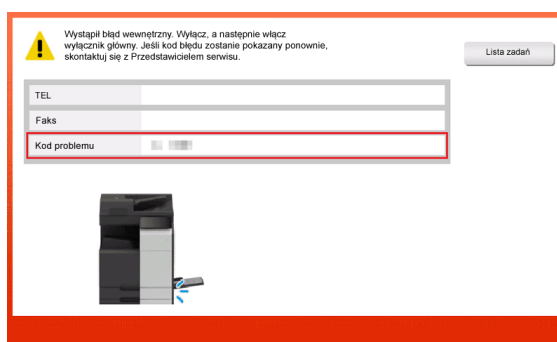 Wystąpił błąd wewnętrzny. Wyłącz, a następnie włącz
wyłącznik główny. Jeśli kod błędu zostanie pokazany ponownie,
skontaktuj się z Przedstawicielem serwisu.
Lista zadań
TEL
Faks
Kod problemu